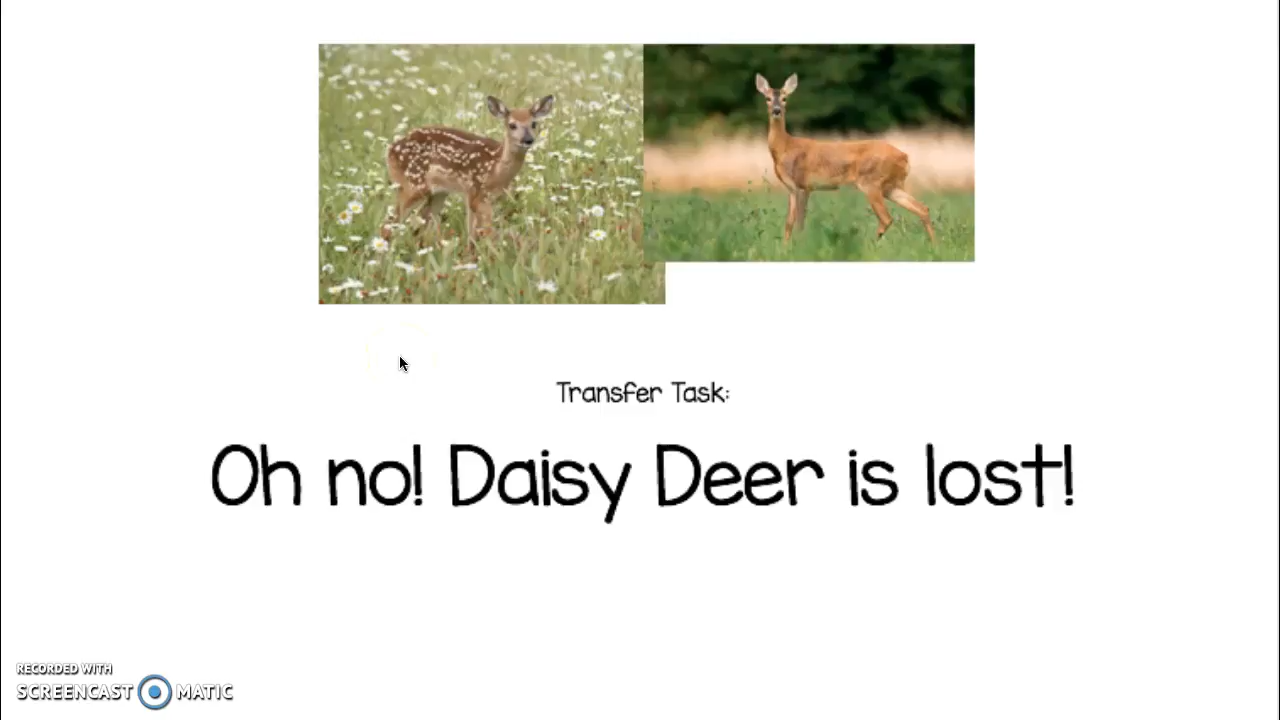 Transfer Task:
Oh no! Daisy Deer is lost!
RECORDED WITH
SCREENCAST MATIC